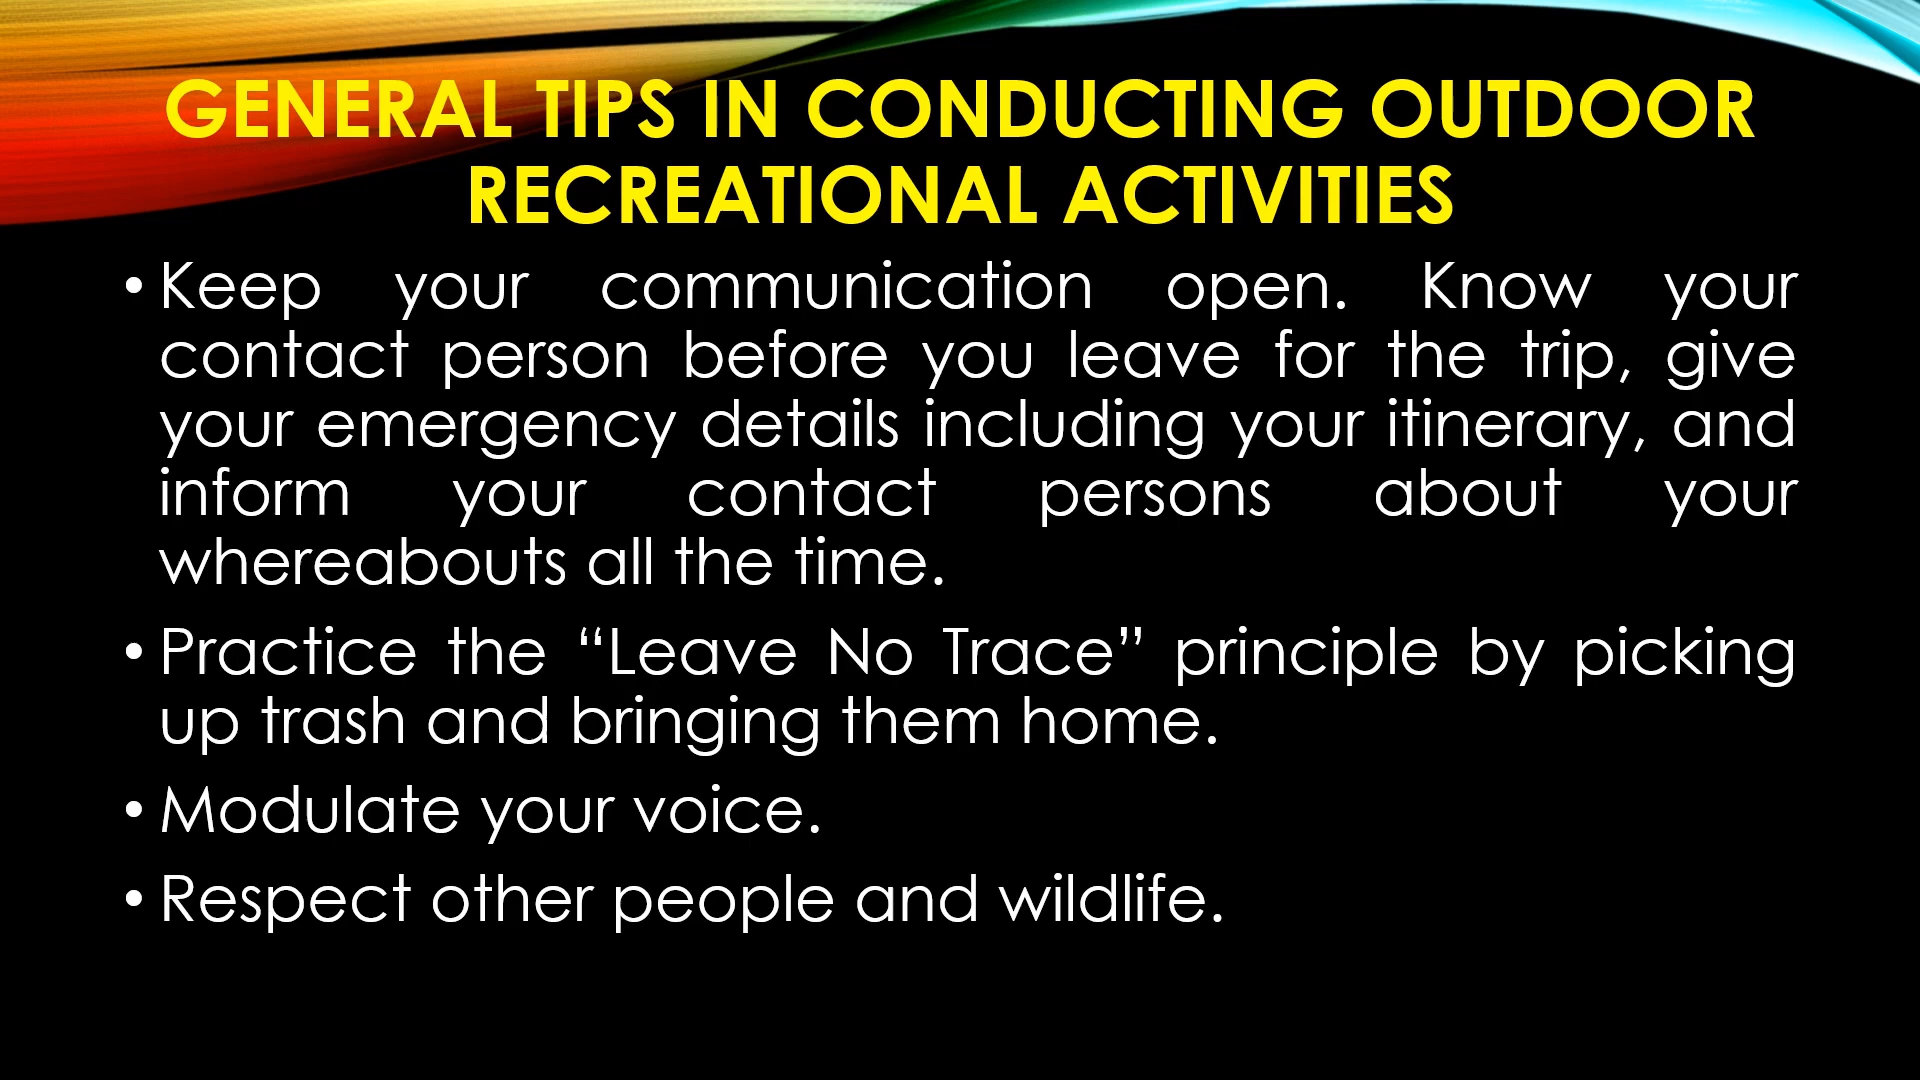 GENERAL TIPS IN CONDUCTING OUTDOOR
RECREATIONAL ACTIVITIES
• Keep your communication open. Know your
contact person before you leave for the trip, give
your emergency details including your itinerary, and
inform your contact persons about your
whereabouts all the time.
• Practice the “Leave No Trace” principle by picking
up trash and bringing them home.
• Modulate your voice.
• Respect other people and wildlife.